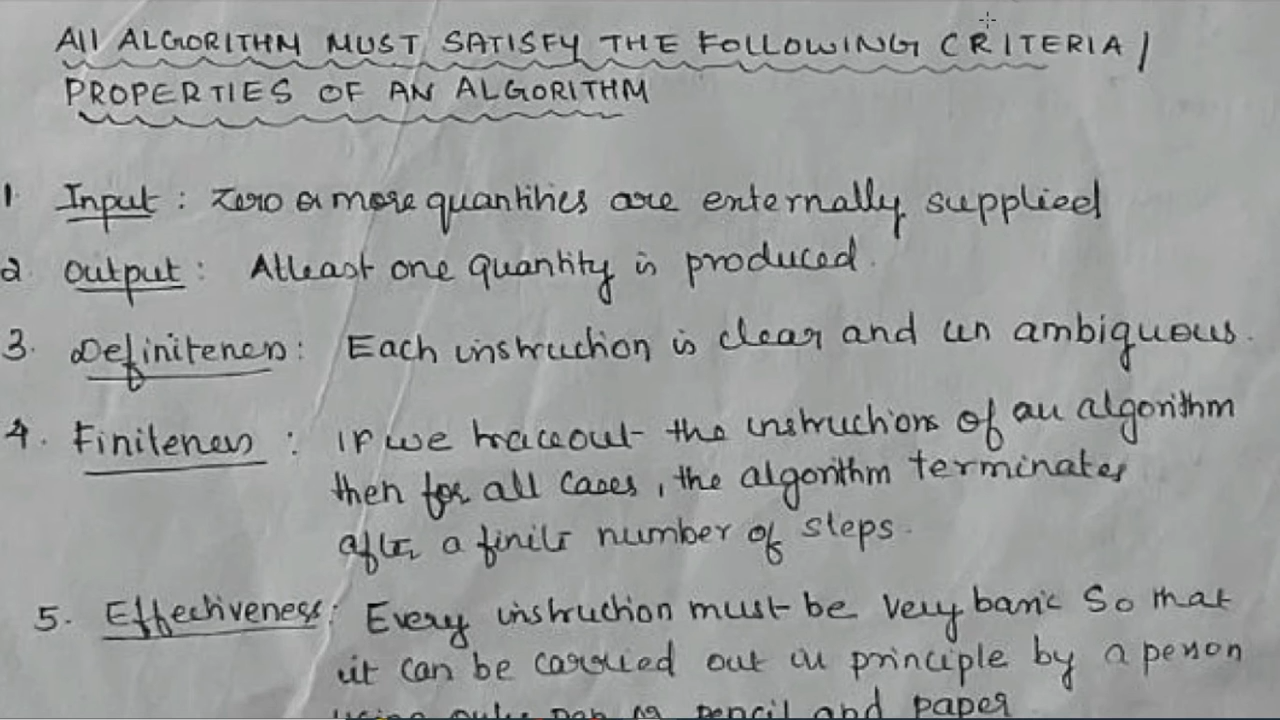 All ALGORITHM MUST SATISFY THE FOLLOWING CRITERIA /
PROPERTIES OF AN ALGORITHM
1. Input : Zero or more quantities are externally supplied
2. Output : Atleast one quantity is produced.
3. Definiteness : Each instruction is clear and un ambiguous.
4. Finiteness : If we traceout the instructions of an algorithm
then for all cases, the algorithm terminates
after a finite number of steps.
5. Effectiveness : Every instruction must be very basic So that
it can be carried out in principle by a person
using only pen or pencil and paper